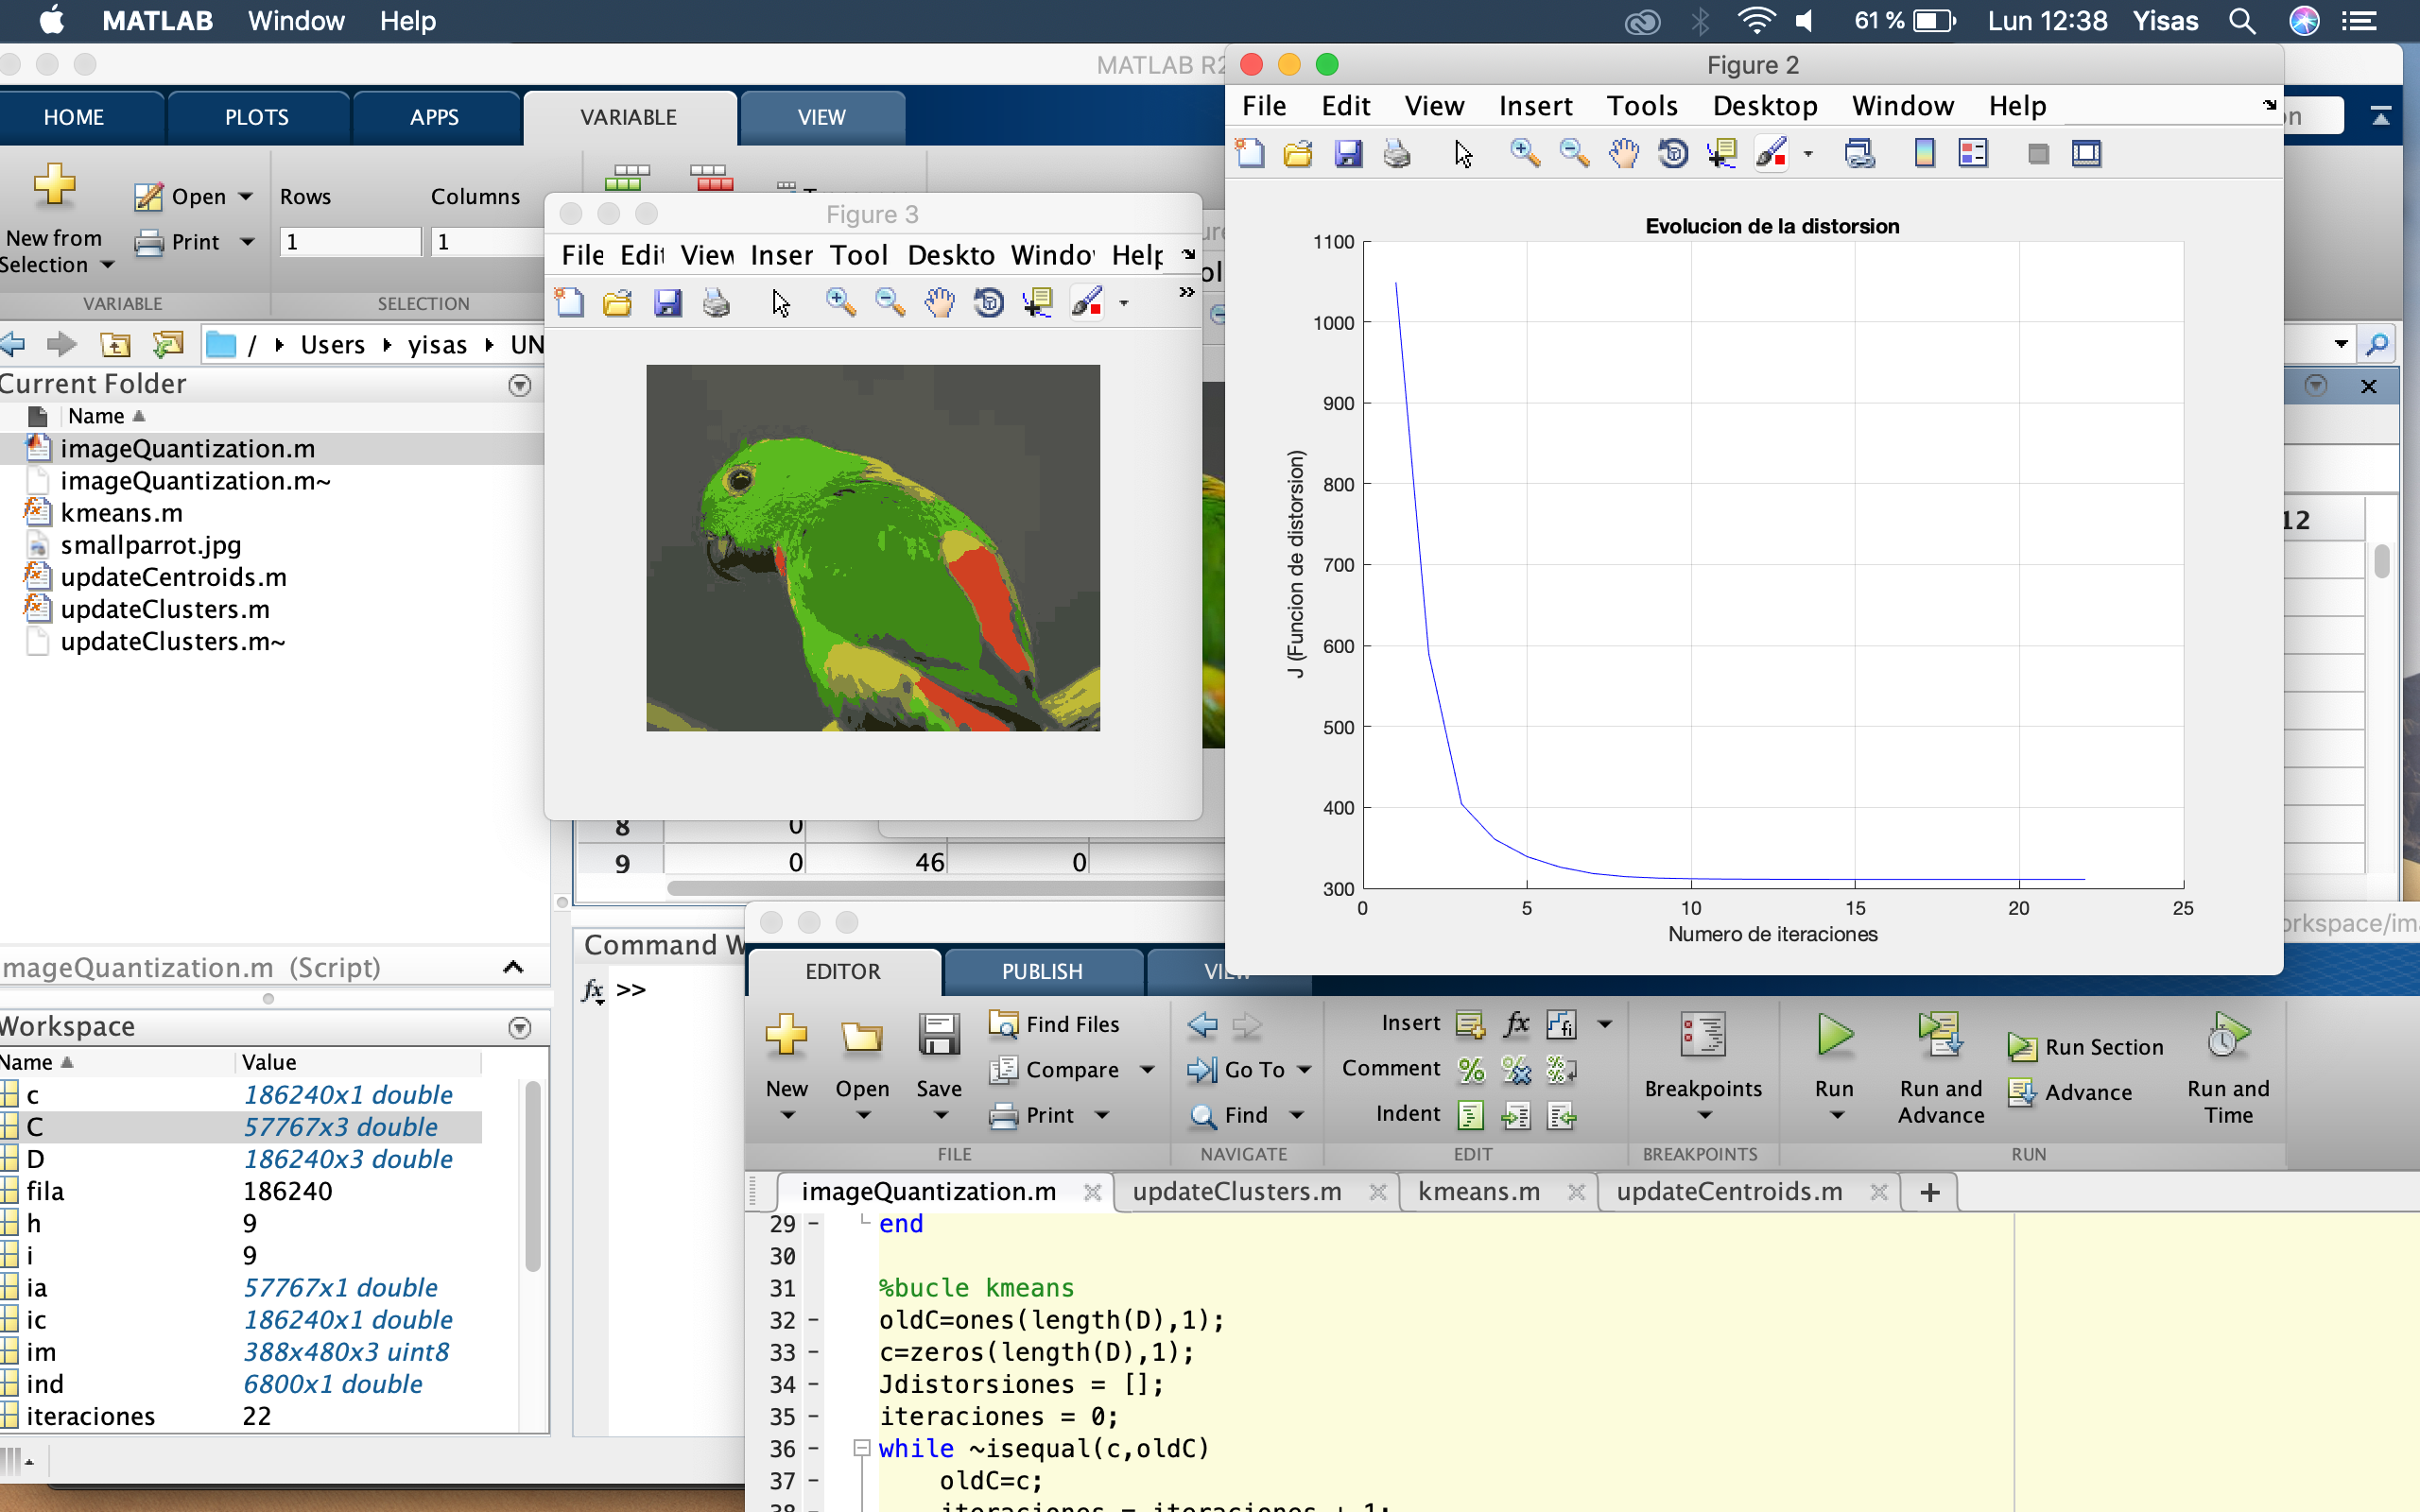 MATLAB Window Help 61 % Lun 12:38 Yisas
MATLAB R2
HOME PLOTS APPS VARIABLE VIEW
New from
Selection
Open
Print
Rows Columns
1 1
VARIABLE SELECTION
/ Users yisas UN
Current Folder
Name
imageQuantization.m
imageQuantization.m~
kmeans.m
smallparrot.jpg
updateCentroids.m
updateClusters.m
updateClusters.m~
mageQuantization.m (Script)
Workspace
Name Value
c 186240x1 double
C 57767x3 double
D 186240x3 double
fila 186240
h 9
i 9
ia 57767x1 double
ic 186240x1 double
im 388x480x3 uint8
ind 6800x1 double
iteraciones 22
Figure 3
File Edit View Inser Tool Deskto Windo Help
8 0
9 0 46 0
12
Command W
fx >>
Figure 2
File Edit View Insert Tools Desktop Window Help
Evolucion de la distorsion
J (Funcion de distorsion)
1100
1000
900
800
700
600
500
400
300
0 5 10 15 20 25
Numero de iteraciones
orkspace/im
EDITOR PUBLISH VIEW
New Open Save
Find Files
Compare
Print
FILE
Go To
Find
NAVIGATE
Insert fx fi
Comment
Indent
EDIT
Breakpoints
BREAKPOINTS
Run
Run and
Advance
Run Section
Advance
Run and
Time
RUN
imageQuantization.m updateClusters.m kmeans.m updateCentroids.m +
29 - end
30
31 %bucle kmeans
32 - oldC=ones(length(D),1);
33 - c=zeros(length(D),1);
34 - Jdistorsiones = [];
35 - iteraciones = 0;
36 - while ~isequal(c,oldC)
37 - oldC=c;
38 iteraciones = iteraciones + 1;